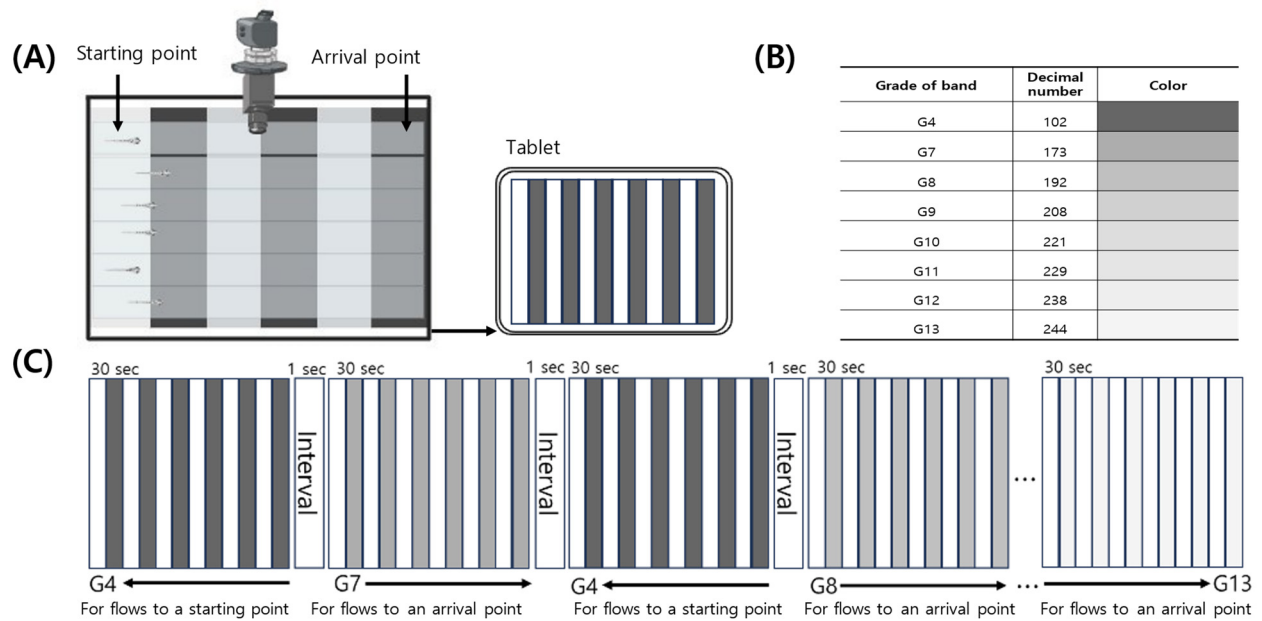 (A)
Starting point
Arrival point
Tablet
(B)
Grade of band Decimal number Color
G4 102
G7 173
G8 192
G9 208
G10 221
G11 229
G12 238
G13 244
(C)
30 sec 1 sec 30 sec 1 sec 30 sec 1 sec 30 sec 30 sec
Interval Interval Interval ...
G4 G7 G4 G8 ... G13
For flows to a starting point For flows to an arrival point For flows to a starting point For flows to an arrival point For flows to an arrival point